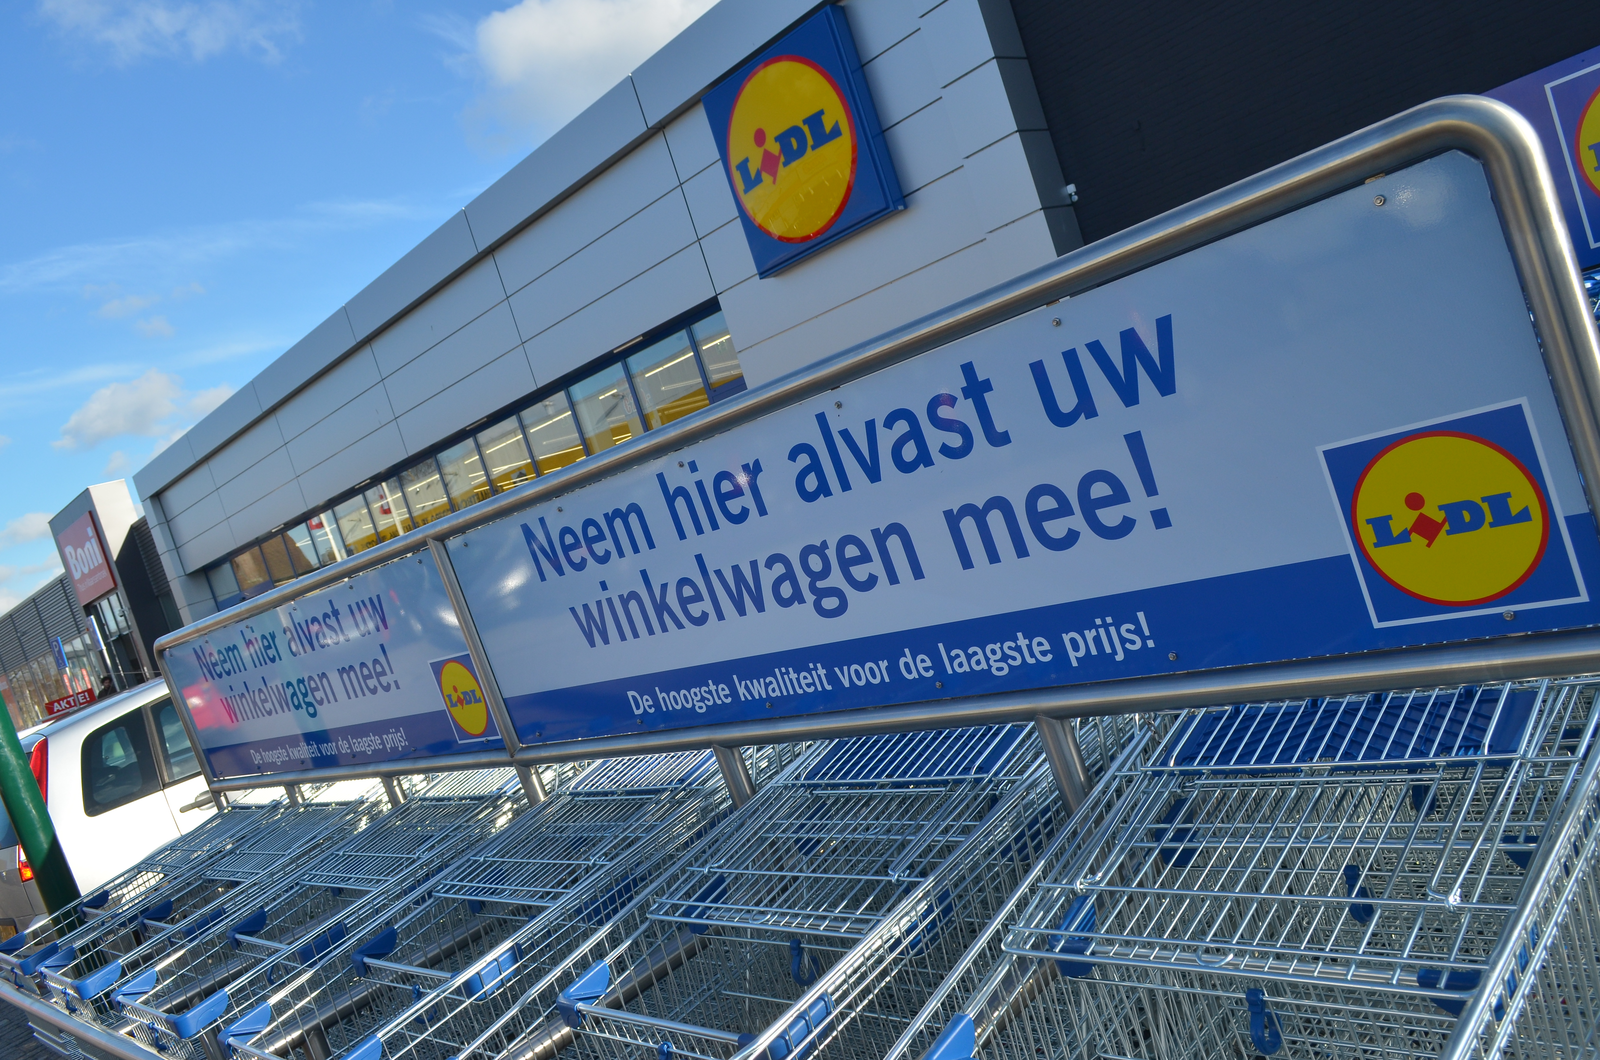 LIDL
Neem hier alvast uw
winkelwagen mee!
De hoogste kwaliteit voor de laagste prijs!
LIDL
Neem hier alvast uw
winkelwagen mee!
De hoogste kwaliteit voor de laagste prijs!
LIDL
Boni